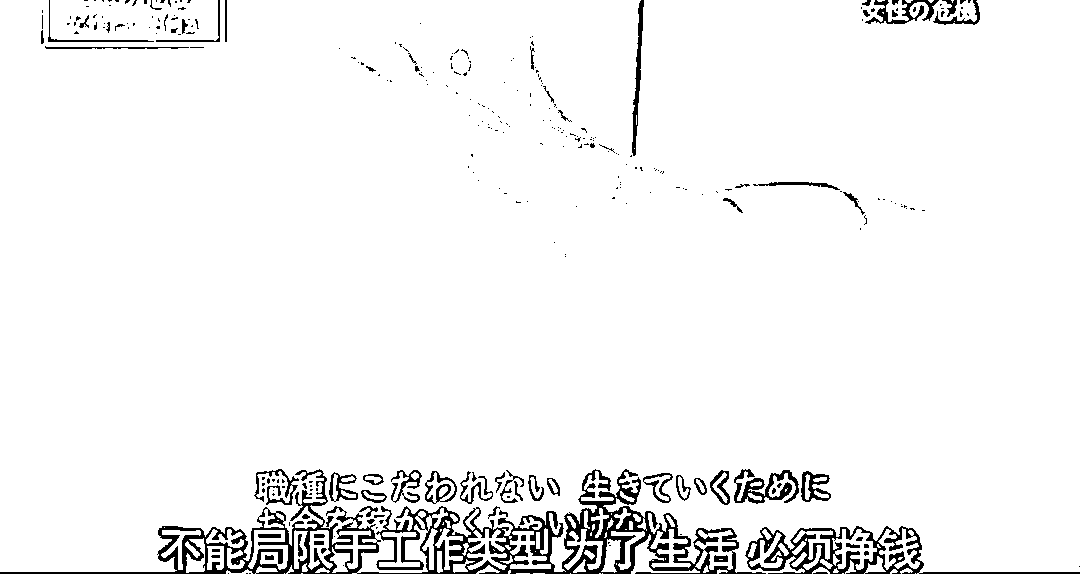 女性の危機
職種にこだわれない 生きていくために
お金を稼がなくちゃいけない
不能局限于工作类型 为了生活 必须挣钱